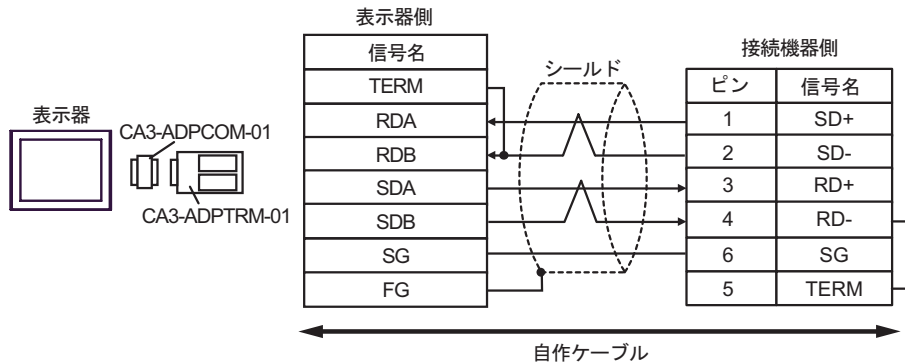 表示器側
信号名
TERM
RDA
RDB
SDA
SDB
SG
FG
シールド
接続機器側
ピン 信号名
1 SD+
2 SD-
3 RD+
4 RD-
6 SG
5 TERM
表示器
CA3-ADPCOM-01
CA3-ADPTRM-01
自作ケーブル